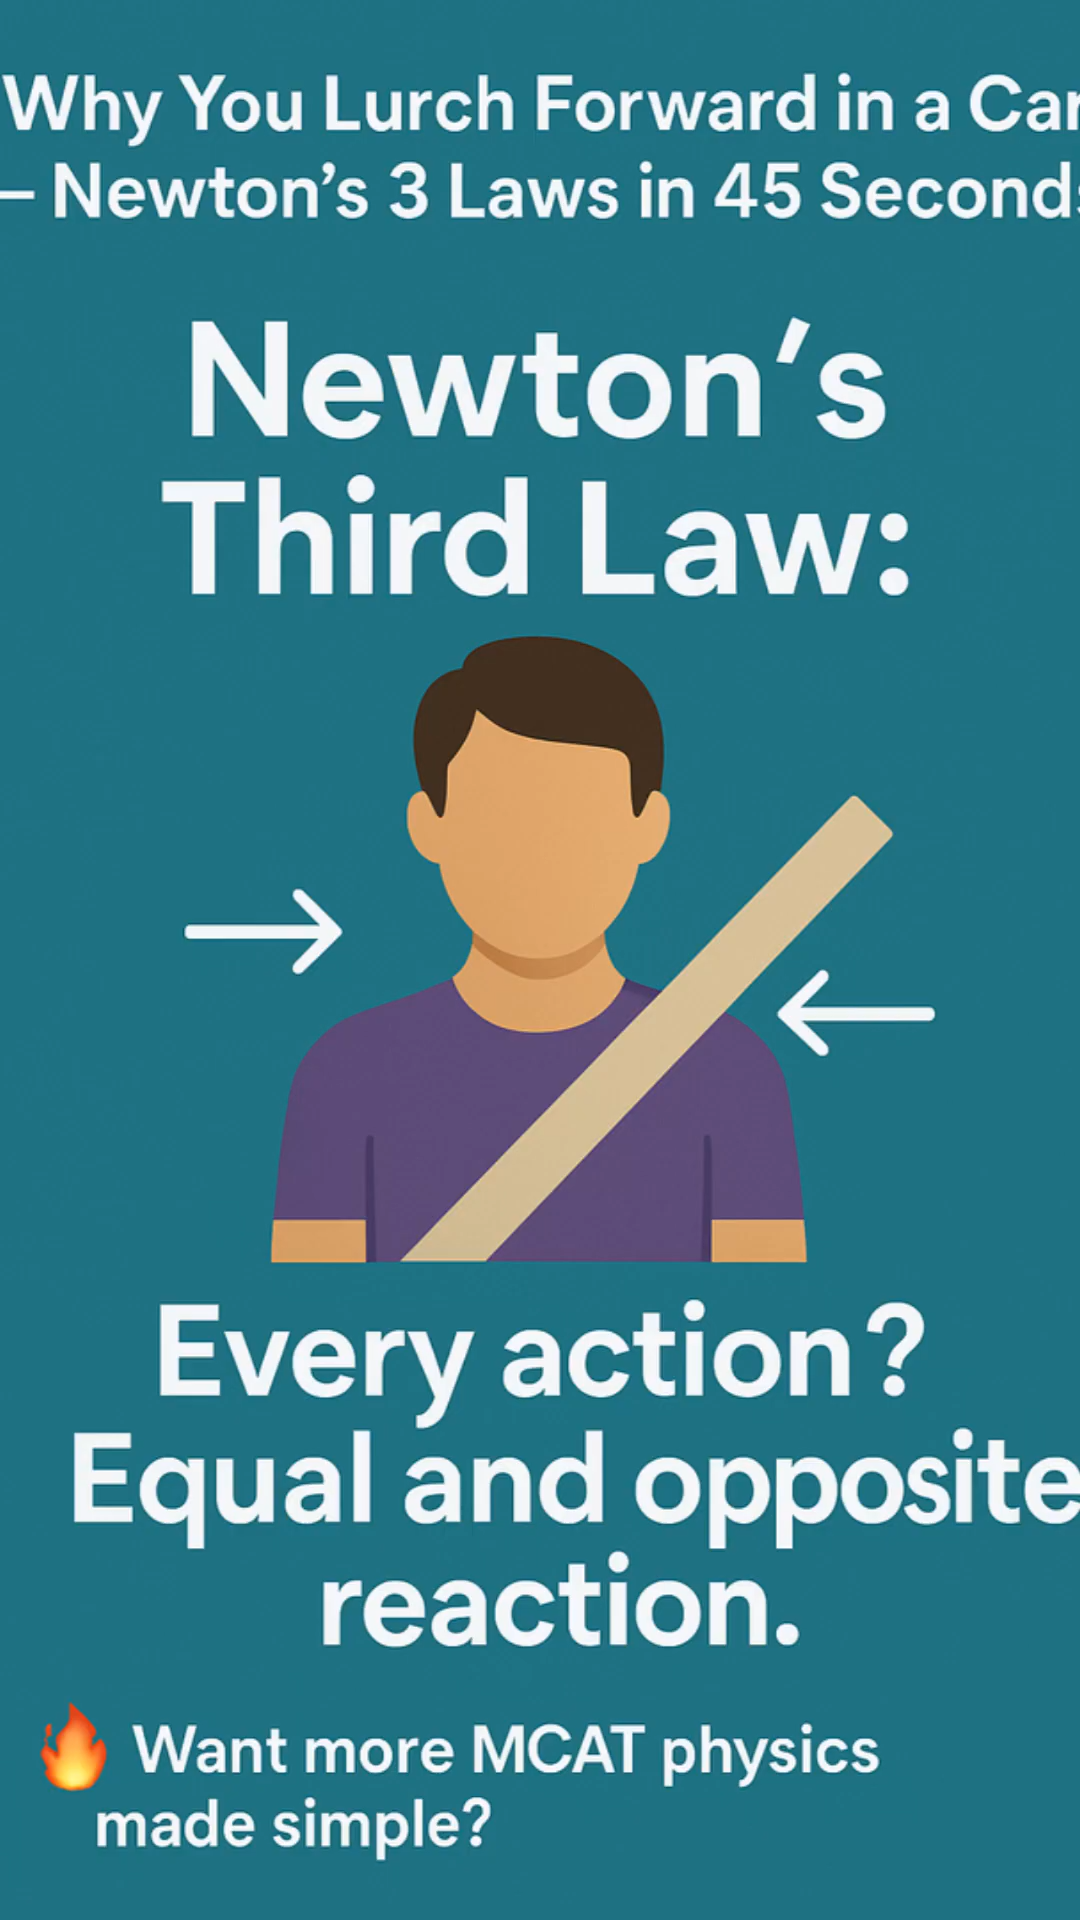 Why You Lurch Forward in a Car
– Newton’s 3 Laws in 45 Seconds
Newton’s
Third Law:
Every action?
Equal and opposite
reaction.
🔥 Want more MCAT physics
made simple?